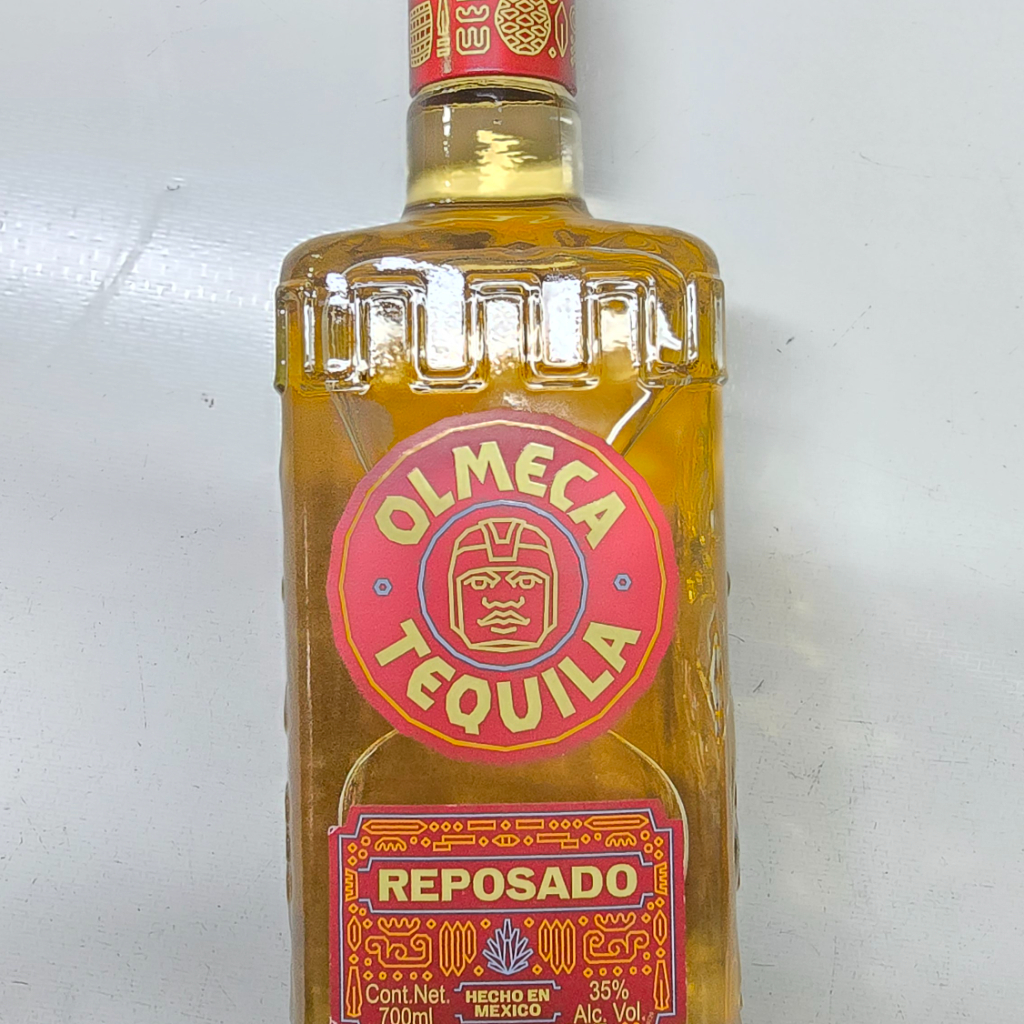 OLMECA
TEQUILA
REPOSADO
Cont.Net.
700ml
HECHO EN
MEXICO
35%
Alc. Vol.